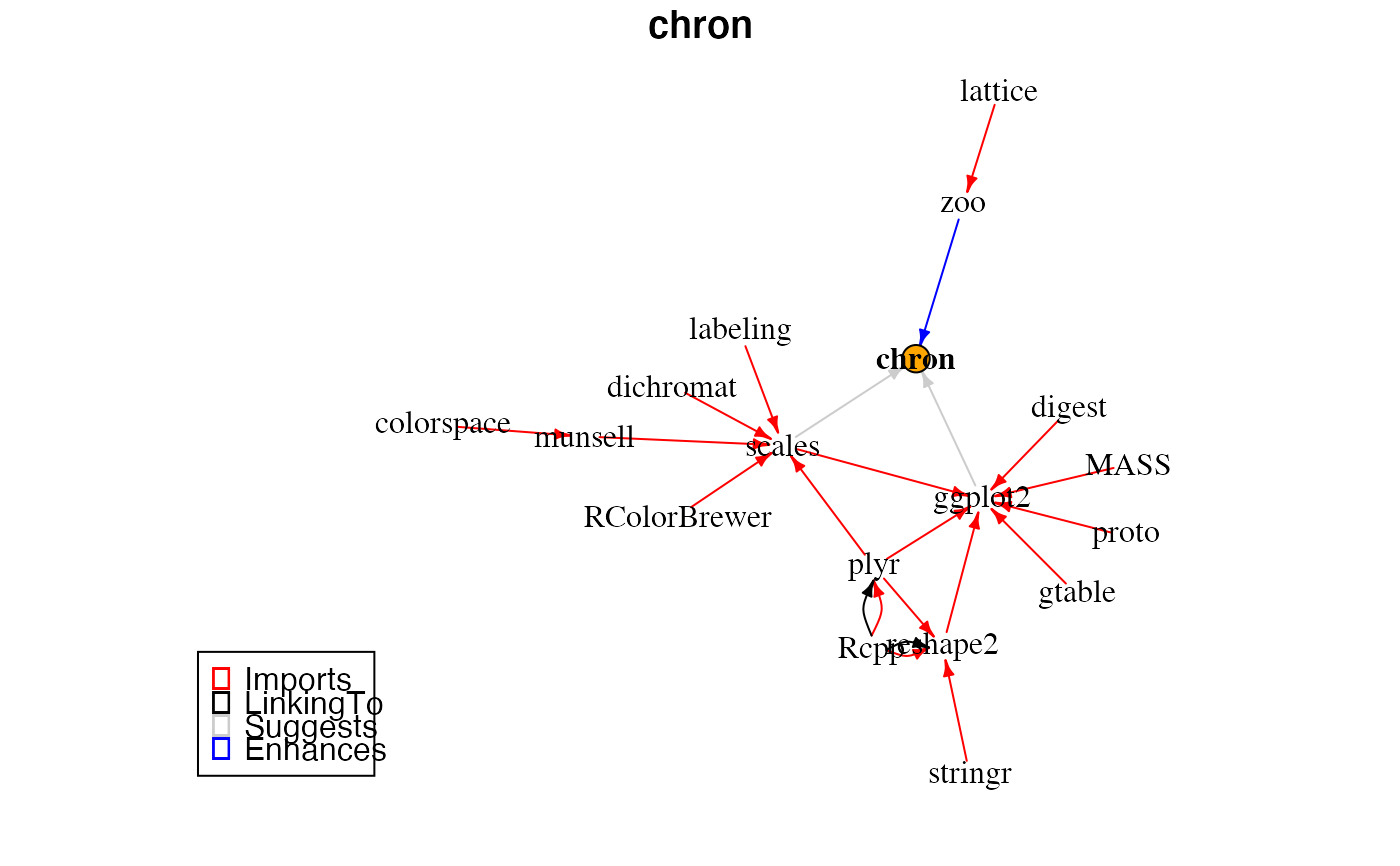 chron
lattice
zoo
labeling
chron
dichromat
digest
colorspace
munsell
scales
MASS
ggplot2
RColorBrewer
proto
plyr
gtable
Rcpp
reshape2
Imports
LinkingTo
Suggests
Enhances
stringr